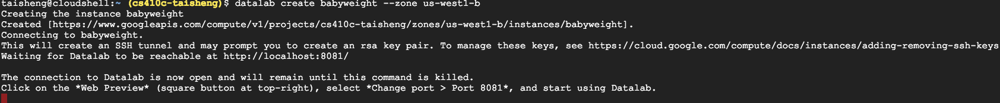 taisheng@cloudshell:~ (cs410c-taisheng)$ datalab create babyweight --zone us-west1-b
Creating the instance babyweight
Created [https://www.googleapis.com/compute/v1/projects/cs410c-taisheng/zones/us-west1-b/instances/babyweight].
Connecting to babyweight.
This will create an SSH tunnel and may prompt you to create an rsa key pair. To manage these keys, see https://cloud.google.com/compute/docs/instances/adding-removing-ssh-keys
Waiting for Datalab to be reachable at http://localhost:8081/
The connection to Datalab is now open and will remain until this command is killed.
Click on the *Web Preview* (square button at top-right), select *Change port > Port 8081*, and start using Datalab.